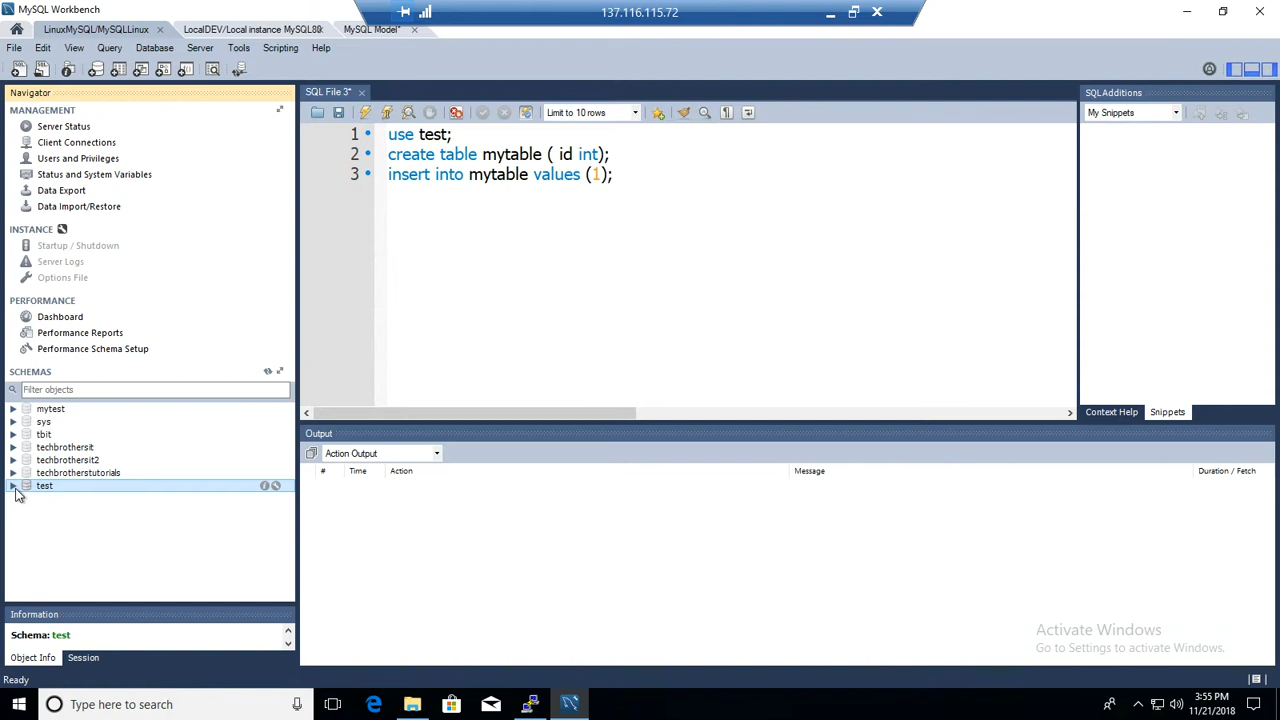 MySQL Workbench
137.116.115.72
LinuxMySQL/MySQLLinux
LocalDEV/Local instance MySQL80
MySQL Model*
File Edit View Query Database Server Tools Scripting Help
Navigator
MANAGEMENT
Server Status
Client Connections
Users and Privileges
Status and System Variables
Data Export
Data Import/Restore
INSTANCE
Startup / Shutdown
Server Logs
Options File
PERFORMANCE
Dashboard
Performance Reports
Performance Schema Setup
SCHEMAS
Filter objects
mytest
sys
tbit
techbrothersit
techbrothersit2
techbrotherstutorials
test
Information
Schema: test
Object Info Session
Ready
SQL File 3*
Limit to 10 rows
1 use test;
2 create table mytable ( id int);
3 insert into mytable values (1);
SQLAdditions
My Snippets
Context Help Snippets
Output
Action Output
# Time Action Message Duration / Fetch
Activate Windows
Go to Settings to activate Windows.
Type here to search
3:55 PM
11/21/2018